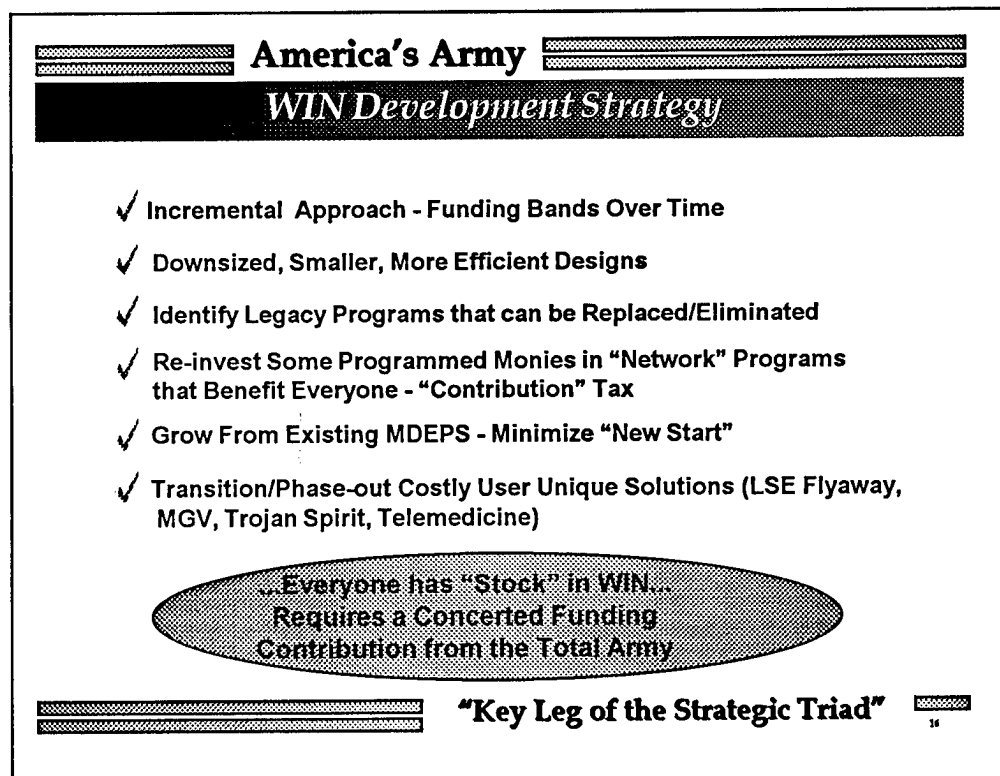 America's Army
WIN Development Strategy
✓ Incremental Approach - Funding Bands Over Time
✓ Downsized, Smaller, More Efficient Designs
✓ Identify Legacy Programs that can be Replaced/Eliminated
✓ Re-invest Some Programmed Monies in “Network” Programs
that Benefit Everyone - “Contribution” Tax
✓ Grow From Existing MDEPS - Minimize “New Start”
✓ Transition/Phase-out Costly User Unique Solutions (LSE Flyaway,
MGV, Trojan Spirit, Telemedicine)
...Everyone has “Stock” in WIN...
Requires a Concerted Funding
Contribution from the Total Army
“Key Leg of the Strategic Triad”
16